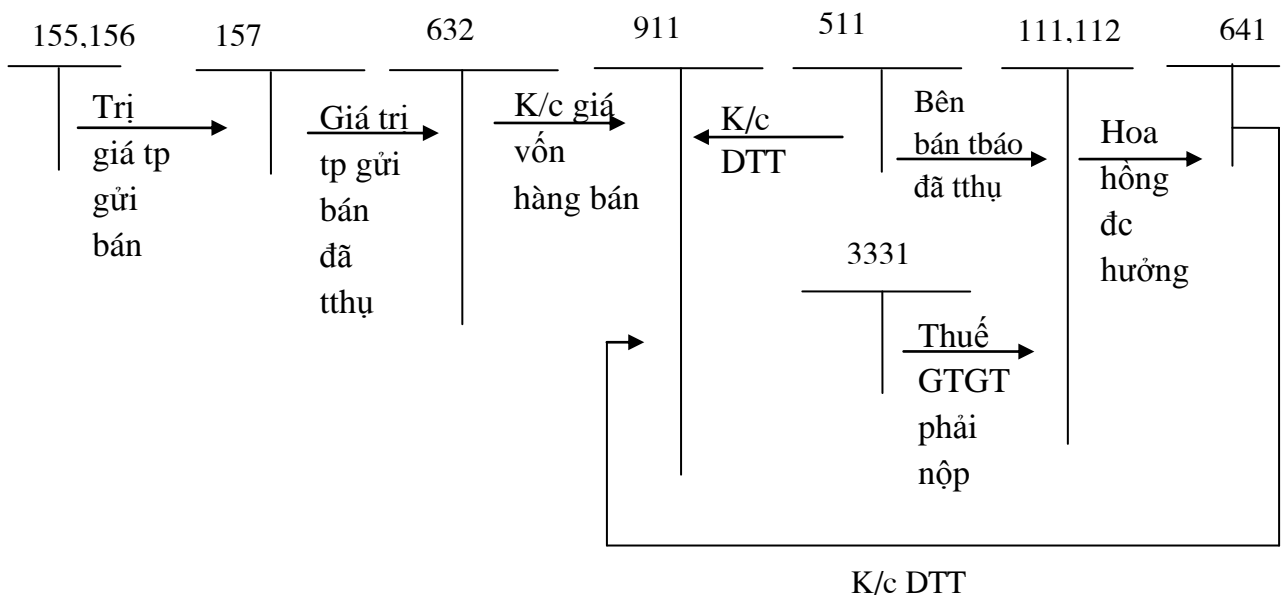 155,156
157
632
911
511
111,112
641
Trị
giá tp
gửi
bán
Giá tri
tp gửi
bán
đã
tthụ
K/c giá
vốn
hàng bán
K/c
DTT
Bên
bán tbáo
đã tthụ
Hoa
hồng
đc
hưởng
3331
Thuế
GTGT
phải
nộp
K/c DTT